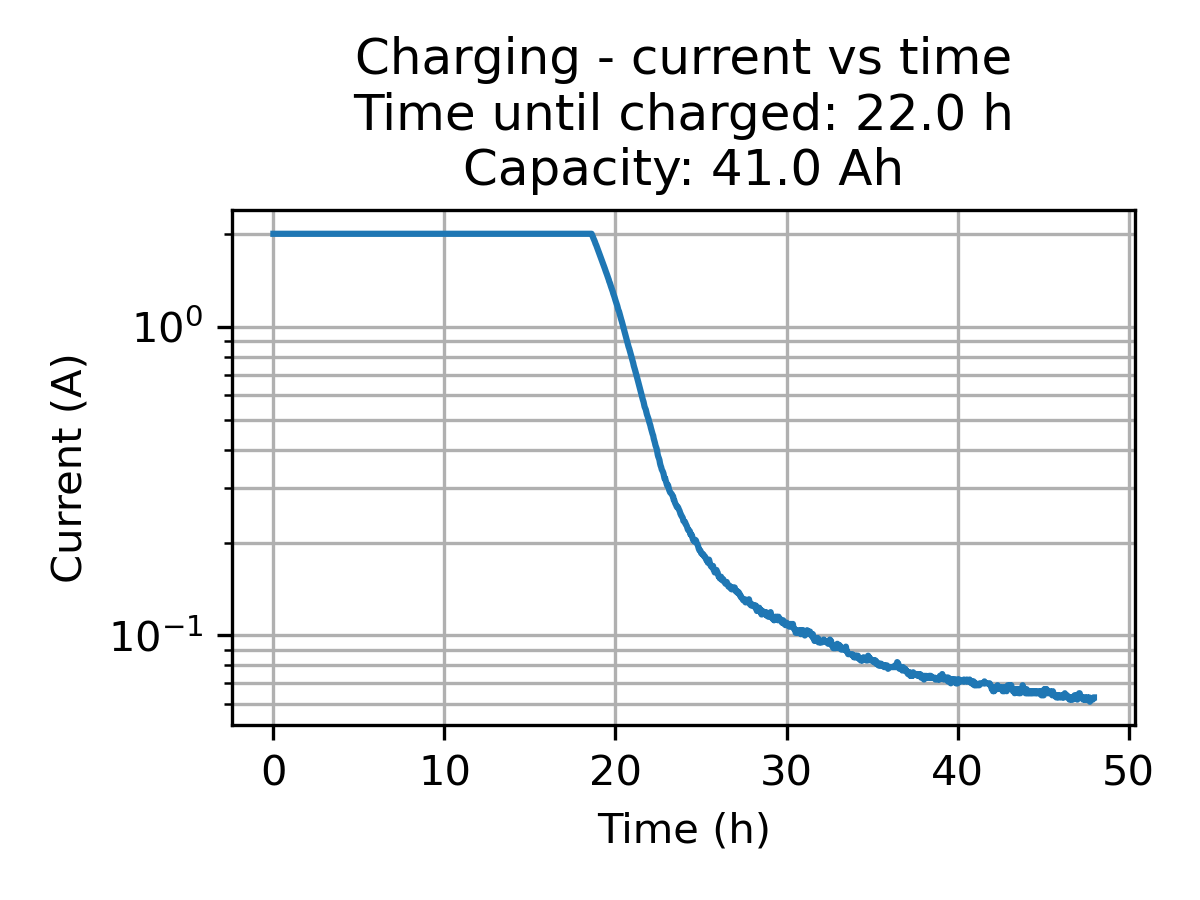 Charging - current vs time
Time until charged: 22.0 h
Capacity: 41.0 Ah
Current (A)
10⁰
10⁻¹
0 10 20 30 40 50
Time (h)